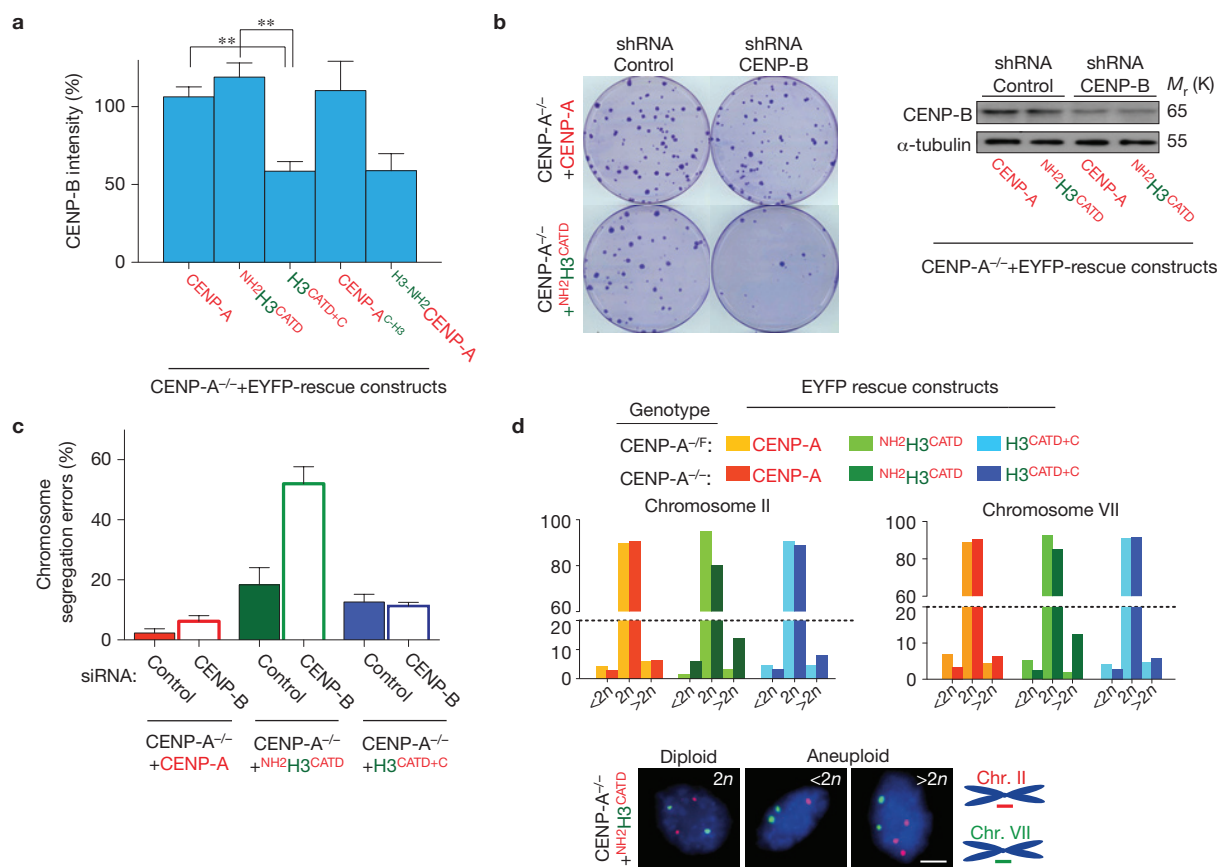 a
**
**
CENP-B intensity (%)
100
50
0
CENP-A
NH2H3CATD
H3CATD+C
CENP-AC-H3
H3-NH2CENP-A
CENP-A–/–+EYFP-rescue constructs
b
shRNA
Control
shRNA
CENP-B
CENP-A–/–
+CENP-A
CENP-A–/–
+NH2H3CATD
shRNA
Control
shRNA
CENP-B
Mr (K)
CENP-B
65
α-tubulin
55
CENP-A
NH2H3CATD
CENP-A
NH2H3CATD
CENP-A–/–+EYFP-rescue constructs
c
Chromosome
segregation errors (%)
60
40
20
0
siRNA:
Control
CENP-B
Control
CENP-B
Control
CENP-B
CENP-A–/–
+CENP-A
CENP-A–/–
+NH2H3CATD
CENP-A–/–
+H3CATD+C
d
EYFP rescue constructs
Genotype
CENP-A–/F:
CENP-A
NH2H3CATD
H3CATD+C
CENP-A–/–:
CENP-A
NH2H3CATD
H3CATD+C
Chromosome II
100
80
60
20
10
0
<2n
2n
>2n
<2n
2n
>2n
<2n
2n
>2n
Chromosome VII
100
80
60
20
10
0
<2n
2n
>2n
<2n
2n
>2n
<2n
2n
>2n
Diploid
Aneuploid
CENP-A–/–
+NH2H3CATD
2n
<2n
>2n
Chr. II
Chr. VII